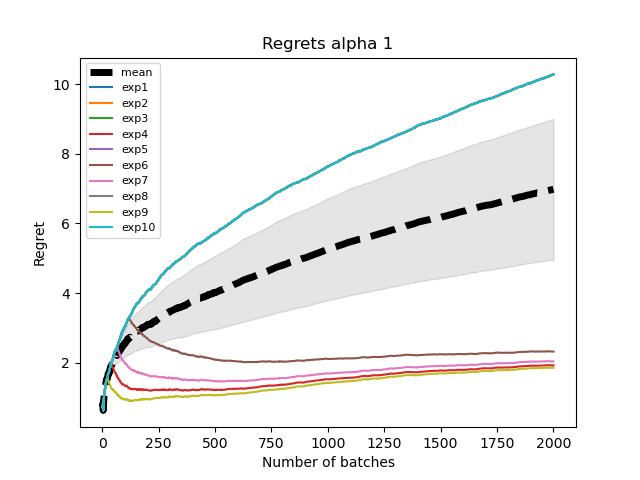 Regrets alpha 1
mean
exp1
exp2
exp3
exp4
exp5
exp6
exp7
exp8
exp9
exp10
Regret
10
8
6
4
2
0 250 500 750 1000 1250 1500 1750 2000
Number of batches